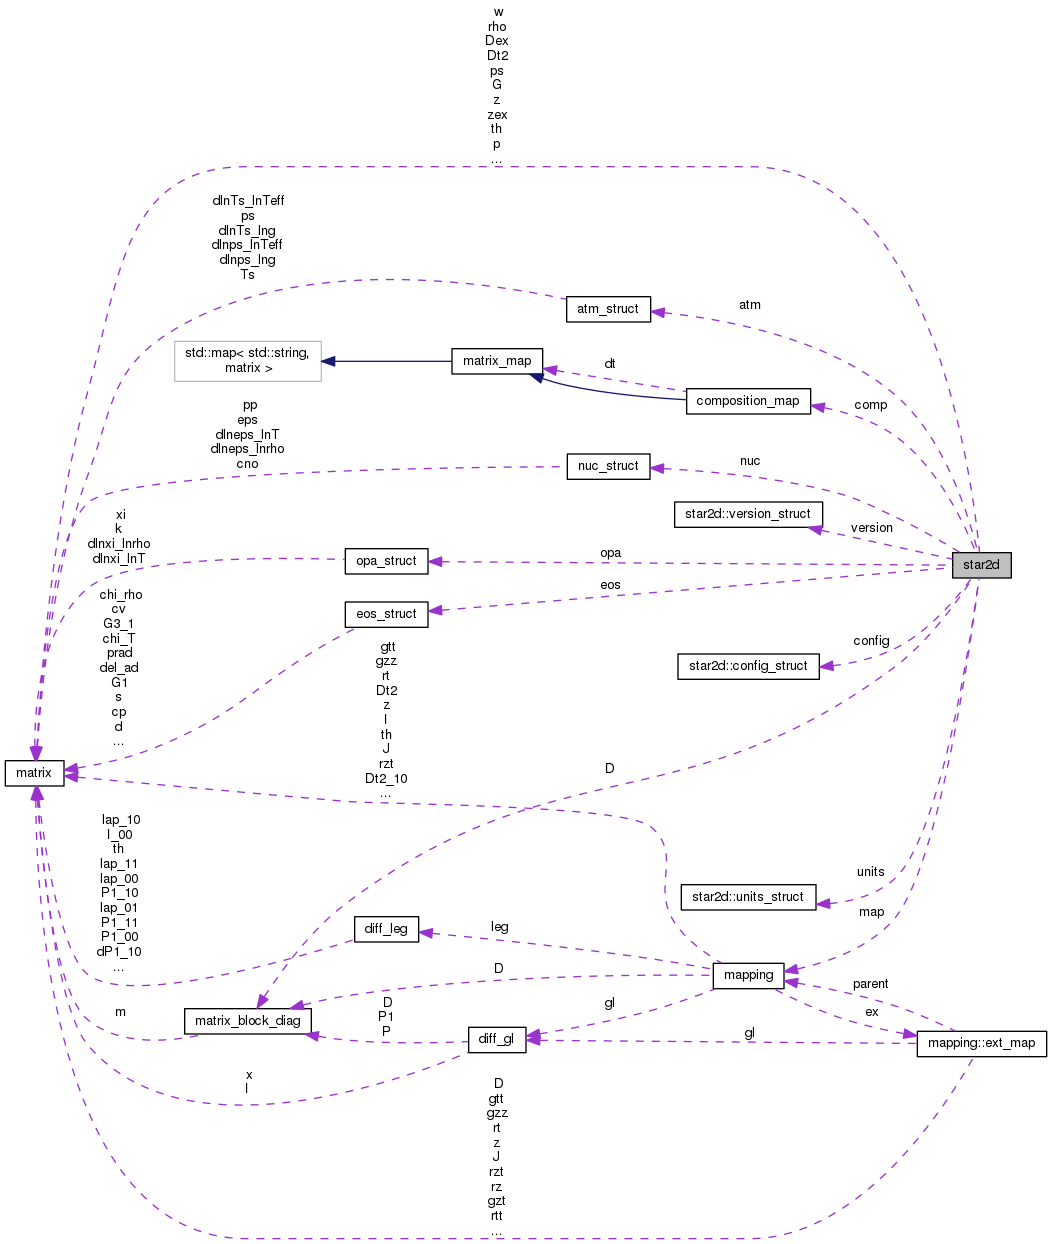 w
rho
Dex
Dt2
ps
G
z
zex
th
p
...
dlnTs_lnTeff
ps
dlnTs_lng
dlnps_lnTeff
dlnps_lng
Ts
atm_struct
atm
std::map< std::string,
matrix >
matrix_map
dt
composition_map
comp
pp
eps
dlneps_lnT
dlneps_lnrho
cno
nuc_struct
nuc
star2d::version_struct
version
xi
k
dlnxi_lnrho
dlnxi_lnT
opa_struct
opa
star2d
eos_struct
eos
chi_rho
cv
G3_1
chi_T
prad
del_ad
G1
s
cp
d
...
gtt
gzz
rt
Dt2
z
I
th
J
rzt
Dt2_10
...
star2d::config_struct
config
matrix
D
lap_10
l_00
th
lap_11
lap_00
P1_10
lap_01
P1_11
P1_00
dP1_10
...
star2d::units_struct
units
map
diff_leg
leg
mapping
D
gl
parent
ex
m
matrix_block_diag
D
P1
P
diff_gl
gl
mapping::ext_map
x
I
D
gtt
gzz
rt
z
J
rzt
rz
gzt
rtt
...